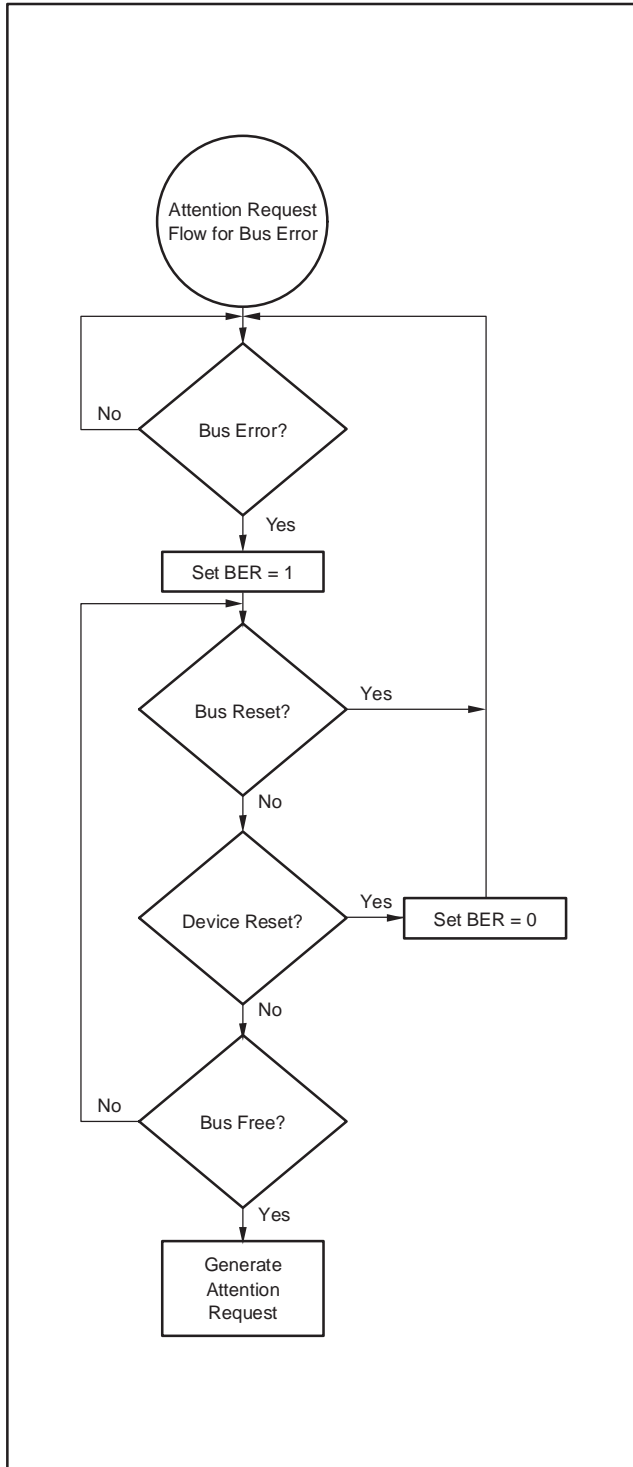 Attention Request
Flow for Bus Error
No
Bus Error?
Yes
Set BER = 1
Bus Reset?
Yes
No
Device Reset?
Yes
Set BER = 0
No
No
Bus Free?
Yes
Generate
Attention
Request